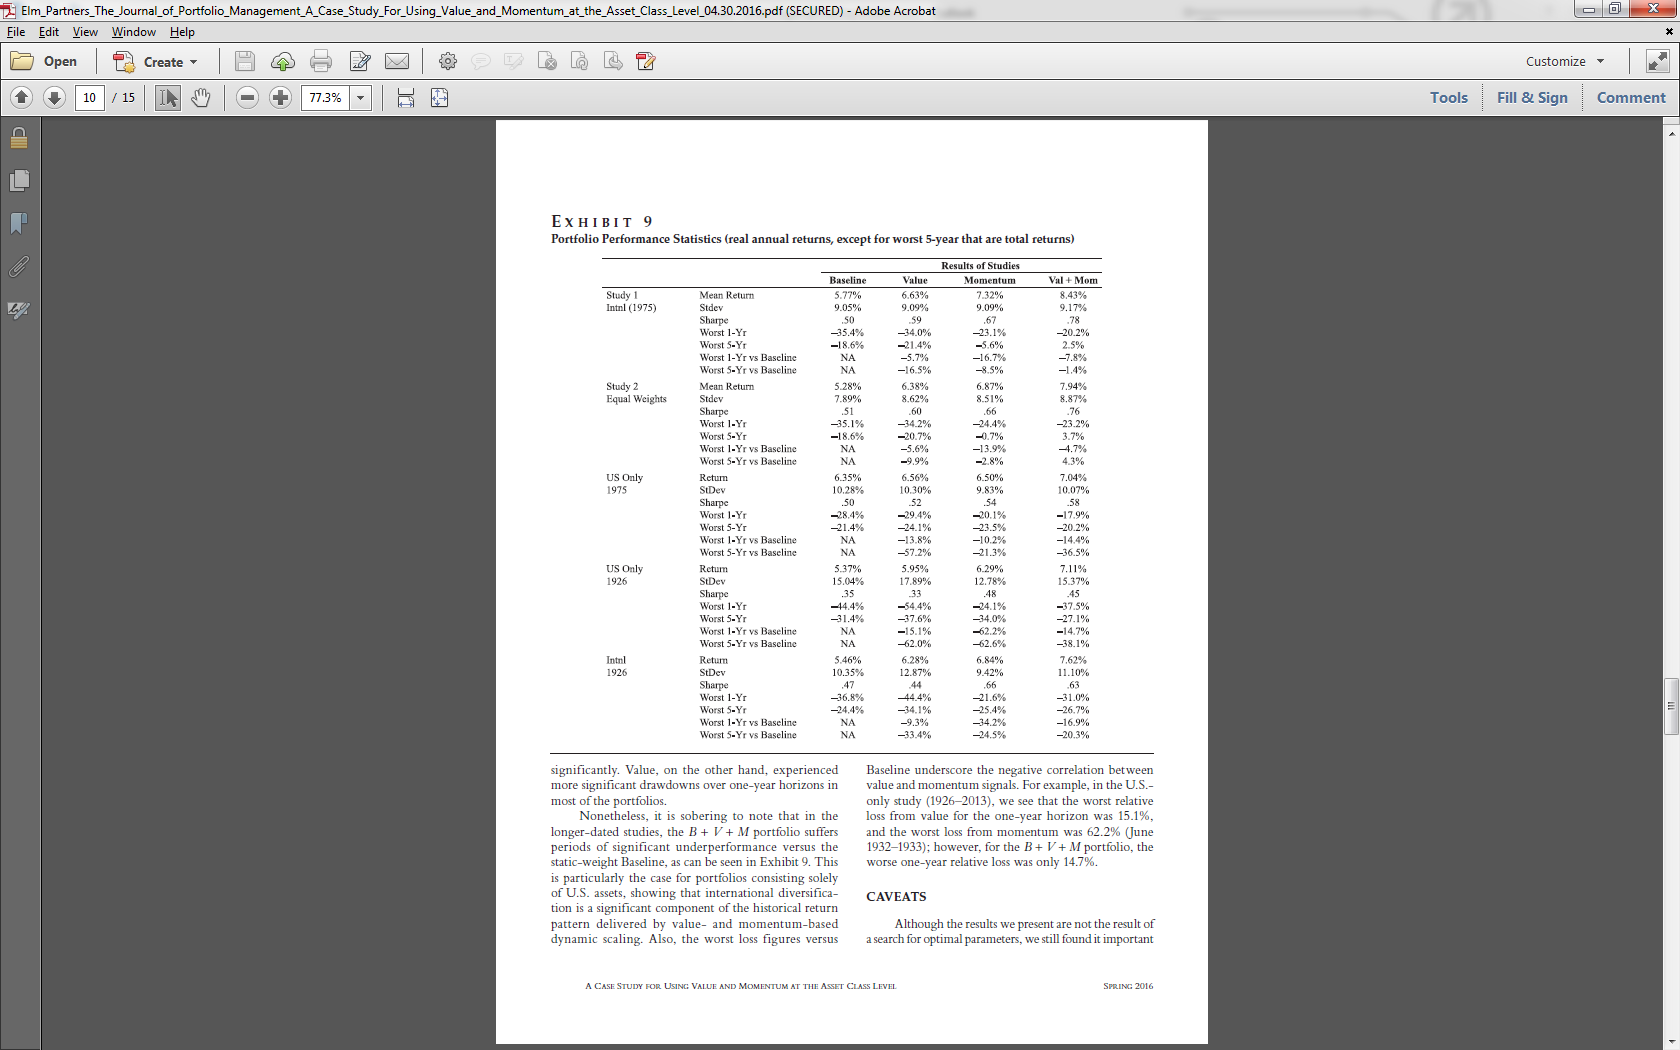 Elm_Partners_The_Journal_of_Portfolio_Management_A_Case_Study_For_Using_Value_and_Momentum_at_the_Asset_Class_Level_04.30.2016.pdf (SECURED) - Adobe Acrobat
File Edit View Window Help
Open Create Customize
10 / 15 77.3% Tools Fill & Sign Comment
EXHIBIT 9
Portfolio Performance Statistics (real annual returns, except for worst 5-year that are total returns)
Results of Studies
Baseline Value Momentum Val + Mom
Study 1 Mean Return 5.77% 6.63% 7.32% 8.43%
Intnl (1975) Stdev 9.05% 9.09% 9.09% 9.17%
Sharpe .50 .59 .67 .78
Worst 1-Yr –35.4% –34.0% –23.1% –20.2%
Worst 5-Yr –18.6% –21.4% –5.6% 2.5%
Worst 1-Yr vs Baseline NA –5.7% –16.7% –7.8%
Worst 5-Yr vs Baseline NA –16.5% –8.5% –1.4%
Study 2 Mean Return 5.28% 6.38% 6.87% 7.94%
Equal Weights Stdev 7.89% 8.62% 8.51% 8.87%
Sharpe .51 .60 .66 .76
Worst 1-Yr –35.1% –34.2% –24.4% –23.2%
Worst 5-Yr –18.6% –20.7% –0.7% 3.7%
Worst 1-Yr vs Baseline NA –5.6% –13.9% –4.7%
Worst 5-Yr vs Baseline NA –9.9% –2.8% 4.3%
US Only Return 6.35% 6.56% 6.50% 7.04%
1975 StDev 10.28% 10.30% 9.83% 10.07%
Sharpe .50 .52 .54 .58
Worst 1-Yr –28.4% –29.4% –20.1% –17.9%
Worst 5-Yr –21.4% –24.1% –23.5% –20.2%
Worst 1-Yr vs Baseline NA –13.8% –10.2% –14.4%
Worst 5-Yr vs Baseline NA –57.2% –21.3% –36.5%
US Only Return 5.37% 5.95% 6.29% 7.11%
1926 StDev 15.04% 17.89% 12.78% 15.37%
Sharpe .35 .33 .48 .45
Worst 1-Yr –44.4% –54.4% –24.1% –37.5%
Worst 5-Yr –31.4% –37.6% –34.0% –27.1%
Worst 1-Yr vs Baseline NA –15.1% –62.2% –14.7%
Worst 5-Yr vs Baseline NA –62.0% –62.6% –38.1%
Intnl Return 5.46% 6.28% 6.84% 7.62%
1926 StDev 10.35% 12.87% 9.42% 11.10%
Sharpe .47 .44 .66 .63
Worst 1-Yr –36.8% –44.4% –21.6% –31.0%
Worst 5-Yr –24.4% –34.1% –25.4% –26.7%
Worst 1-Yr vs Baseline NA –9.3% –34.2% –16.9%
Worst 5-Yr vs Baseline NA –33.4% –24.5% –20.3%
significantly. Value, on the other hand, experienced
more significant drawdowns over one-year horizons in
most of the portfolios.
Nonetheless, it is sobering to note that in the
longer-dated studies, the B + V + M portfolio suffers
periods of significant underperformance versus the
static-weight Baseline, as can be seen in Exhibit 9. This
is particularly the case for portfolios consisting solely
of U.S. assets, showing that international diversifica-
tion is a significant component of the historical return
pattern delivered by value- and momentum-based
dynamic scaling. Also, the worst loss figures versus
Baseline underscore the negative correlation between
value and momentum signals. For example, in the U.S.-
only study (1926–2013), we see that the worst relative
loss from value for the one-year horizon was 15.1%,
and the worst loss from momentum was 62.2% (June
1932–1933); however, for the B + V + M portfolio, the
worse one-year relative loss was only 14.7%.
CAVEATS
Although the results we present are not the result of
a search for optimal parameters, we still found it important
A CASE STUDY FOR USING VALUE AND MOMENTUM AT THE ASSET CLASS LEVEL SPRING 2016